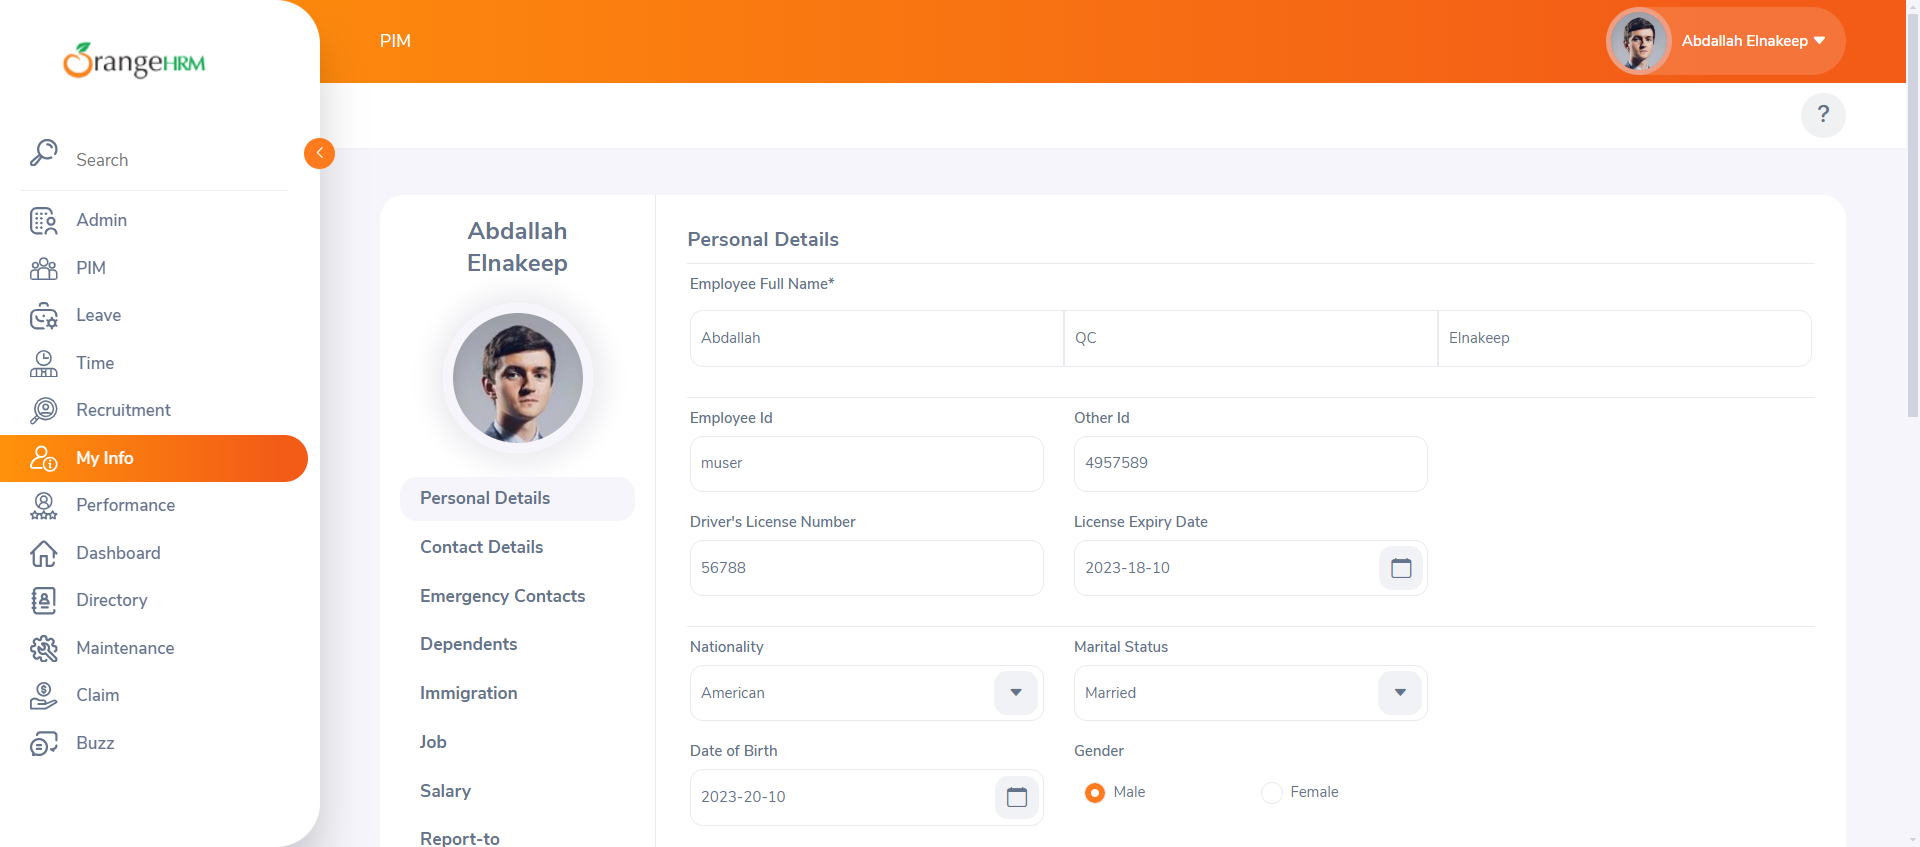 OrangeHRM
PIM
Abdallah Elnakeep
?
Search
Admin
PIM
Leave
Time
Recruitment
My Info
Performance
Dashboard
Directory
Maintenance
Claim
Buzz
Abdallah
Elnakeep
Personal Details
Contact Details
Emergency Contacts
Dependents
Immigration
Job
Salary
Report-to
Personal Details
Employee Full Name*
Abdallah QC Elnakeep
Employee Id Other Id
muser 4957589
Driver's License Number License Expiry Date
56788 2023-18-10
Nationality Marital Status
American Married
Date of Birth Gender
2023-20-10 Male Female